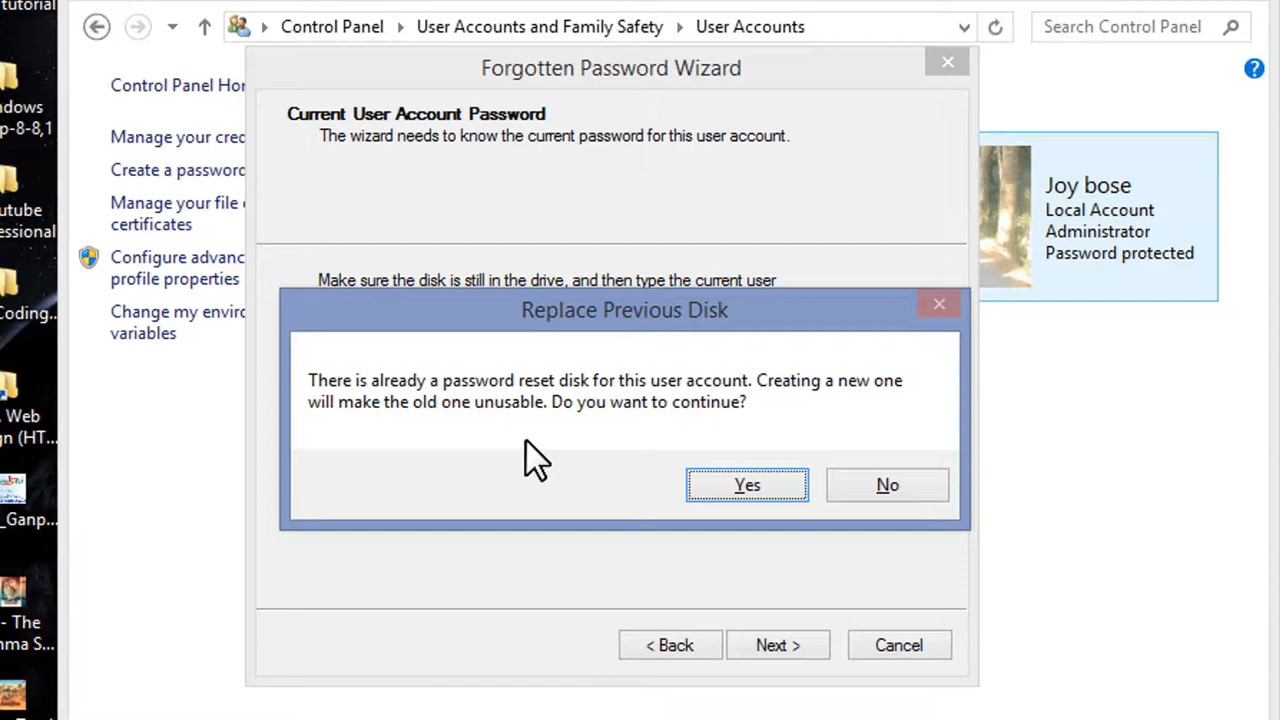 tutorial
Control Panel
User Accounts and Family Safety
User Accounts
Search Control Panel
Forgotten Password Wizard
Control Panel Hor
Current User Account Password
The wizard needs to know the current password for this user account.
Manage your cred
Create a password
Manage your file
certificates
Configure advanc
profile properties
Change my enviro
variables
ndows
p-8-8,1
utube
essional
Coding...
. Web
gn (HT...
_Ganp...
- The
mma S...
Joy bose
Local Account
Administrator
Password protected
Make sure the disk is still in the drive, and then type the current user
Replace Previous Disk
There is already a password reset disk for this user account. Creating a new one
will make the old one unusable. Do you want to continue?
Yes
No
< Back
Next >
Cancel